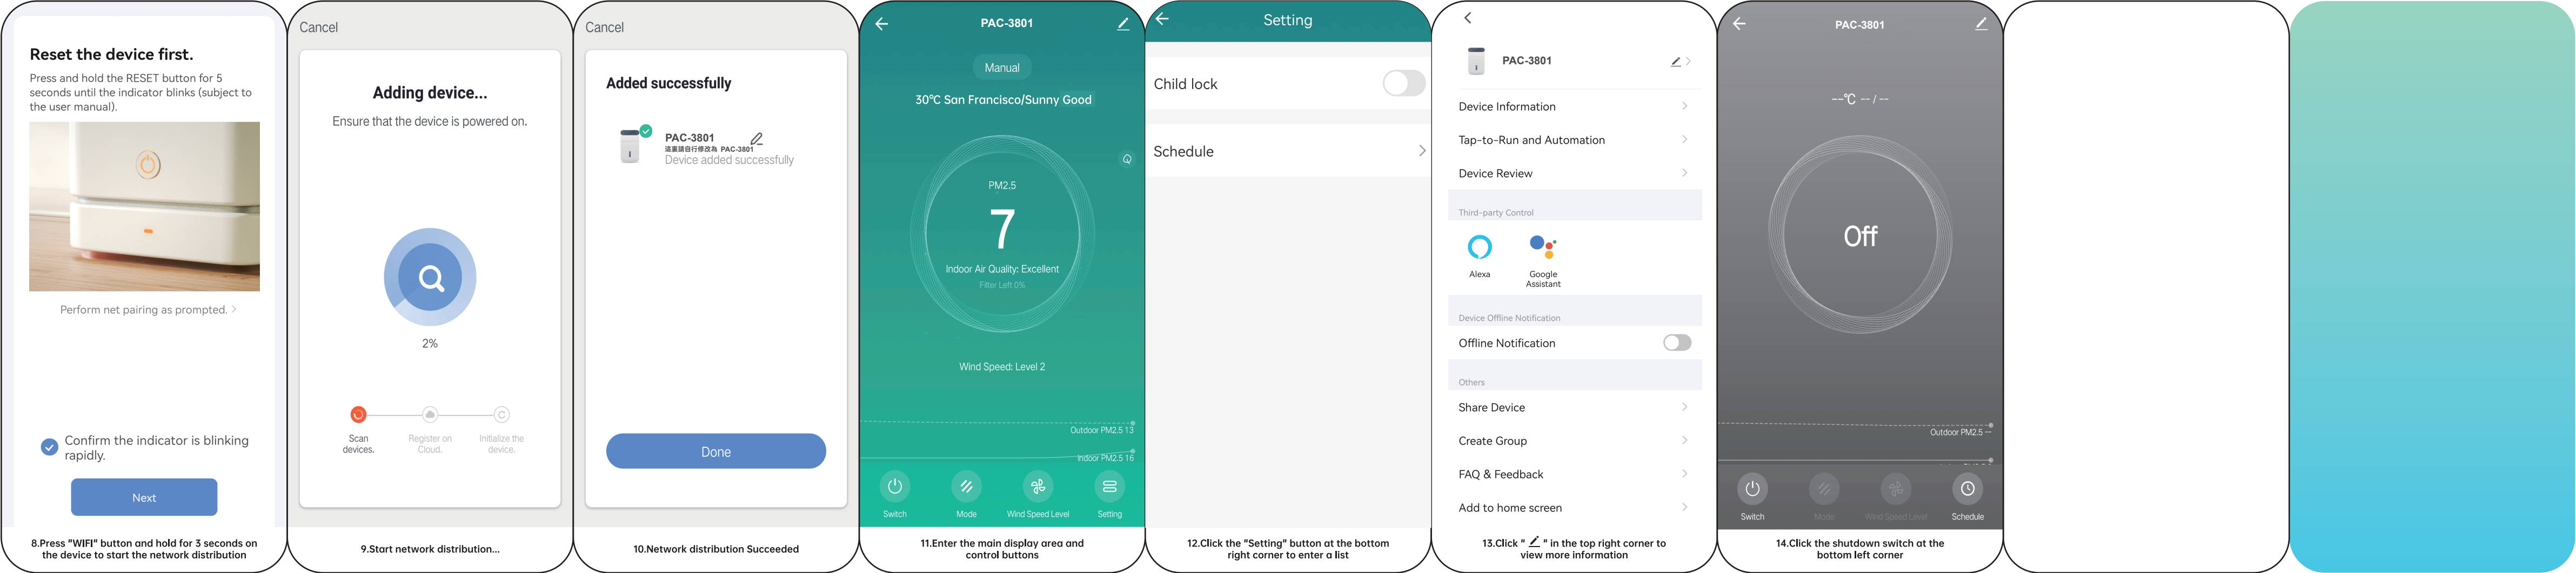 Reset the device first.
Press and hold the RESET button for 5
seconds until the indicator blinks (subject to
the user manual).
Perform net pairing as prompted. >
Confirm the indicator is blinking
rapidly.
Next
8.Press "WIFI" button and hold for 3 seconds on
the device to start the network distribution
Cancel
Adding device...
Ensure that the device is powered on.
2%
Scan
devices.
Register on
Cloud.
Initialize the
device.
9.Start network distribution...
Cancel
Added successfully
PAC-3801
這裏請自行修改為 PAC-3801
Device added successfully
Done
10.Network distribution Succeeded
PAC-3801
Manual
30℃ San Francisco/Sunny Good
PM2.5
7
Indoor Air Quality: Excellent
Filter Left 0%
Wind Speed: Level 2
Outdoor PM2.5 13
Indoor PM2.5 16
Switch
Mode
Wind Speed Level
Setting
11.Enter the main display area and
control buttons
Setting
Child lock
Schedule
12.Click the "Setting" button at the bottom
right corner to enter a list
PAC-3801
Device Information
Tap-to-Run and Automation
Device Review
Third-party Control
Alexa
Google
Assistant
Device Offline Notification
Offline Notification
Others
Share Device
Create Group
FAQ & Feedback
Add to home screen
13.Click " " in the top right corner to
view more information
PAC-3801
--℃ -- / --
Off
Outdoor PM2.5 --
Switch
Mode
Wind Speed Level
Schedule
14.Click the shutdown switch at the
bottom left corner